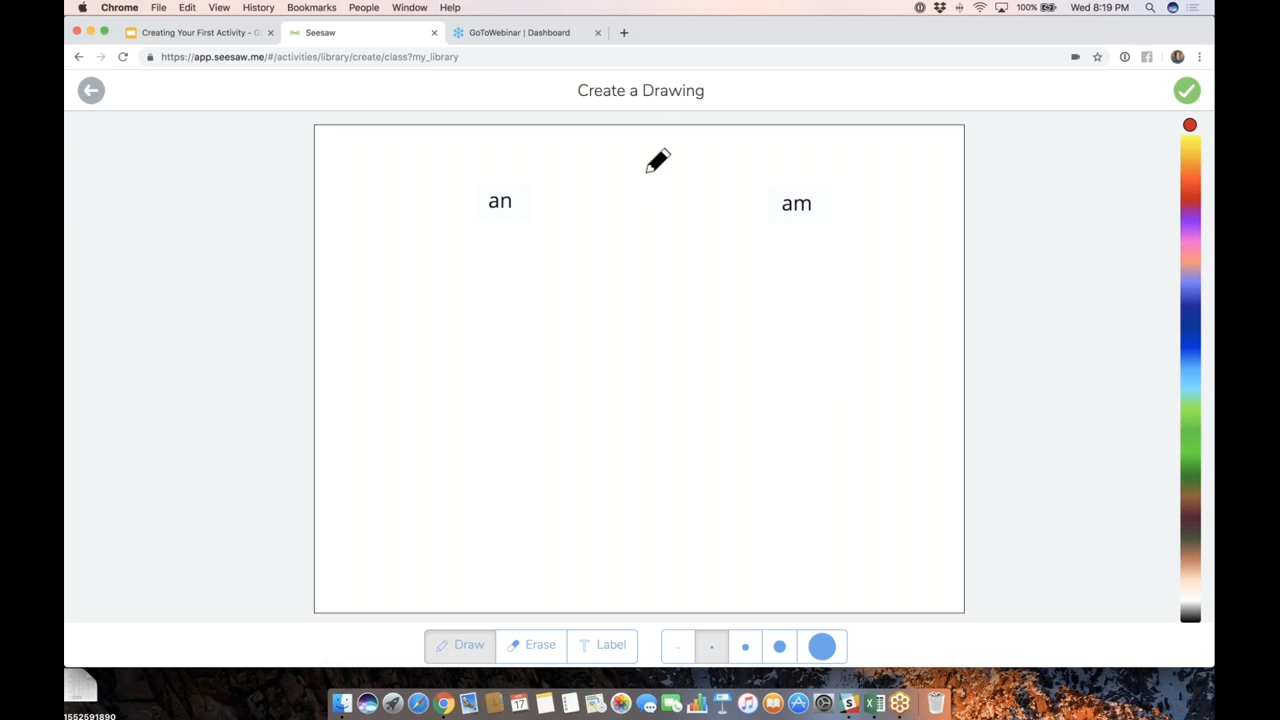 Chrome File Edit View History Bookmarks People Window Help 100% Wed 8:19 PM
Creating Your First Activity - G Seesaw GoToWebinar | Dashboard
https://app.seesaw.me/#/activities/library/create/class?my_library
Create a Drawing
an am
Draw Erase Label
17
1552591890